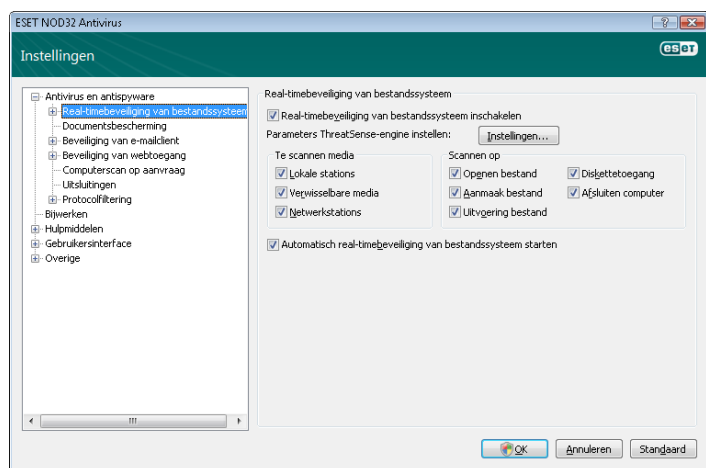 ESET NOD32 Antivirus
Instellingen
eset
Antivirus en antispyware
Real-timebeveiliging van bestandssysteem
Documentsbescherming
Beveiliging van e-mailclient
Beveiliging van webtoegang
Computerscan op aanvraag
Uitsluitingen
Protocolfiltering
Bijwerken
Hulpmiddelen
Gebruikersinterface
Overige
Real-timebeveiliging van bestandssysteem
Real-timebeveiliging van bestandssysteem inschakelen
Parameters ThreatSense-engine instellen: Instellingen...
Te scannen media
Lokale stations
Verwisselbare media
Netwerkstations
Scannen op
Openen bestand Diskettetoegang
Aanmaak bestand Afsluiten computer
Uitvoering bestand
Automatisch real-timebeveiliging van bestandssysteem starten
OK Annuleren Standaard